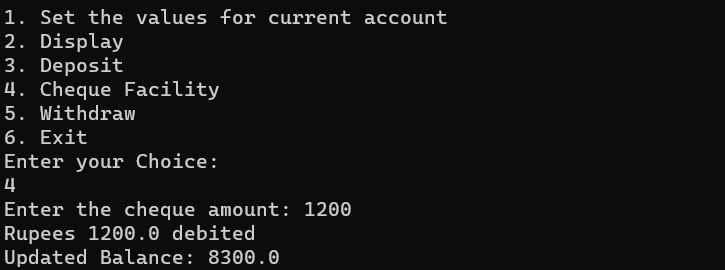 1. Set the values for current account
2. Display
3. Deposit
4. Cheque Facility
5. Withdraw
6. Exit
Enter your Choice:
4
Enter the cheque amount: 1200
Rupees 1200.0 debited
Updated Balance: 8300.0